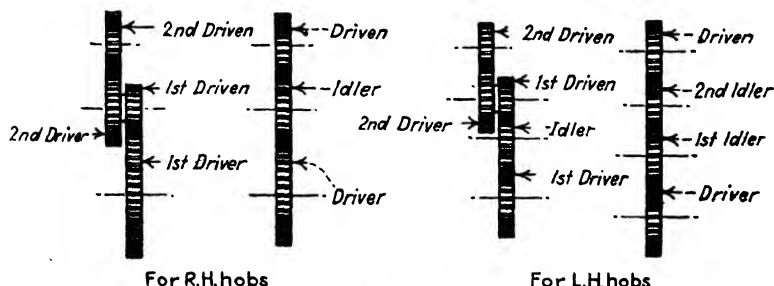 2nd Driven
1st Driven
2nd Driver
1st Driver
For R.H. hobs
Driven
Idler
Driver
2nd Driven
1st Driven
2nd Driver
Idler
1st Driver
Driven
2nd Idler
1st Idler
Driver
For L.H. hobs